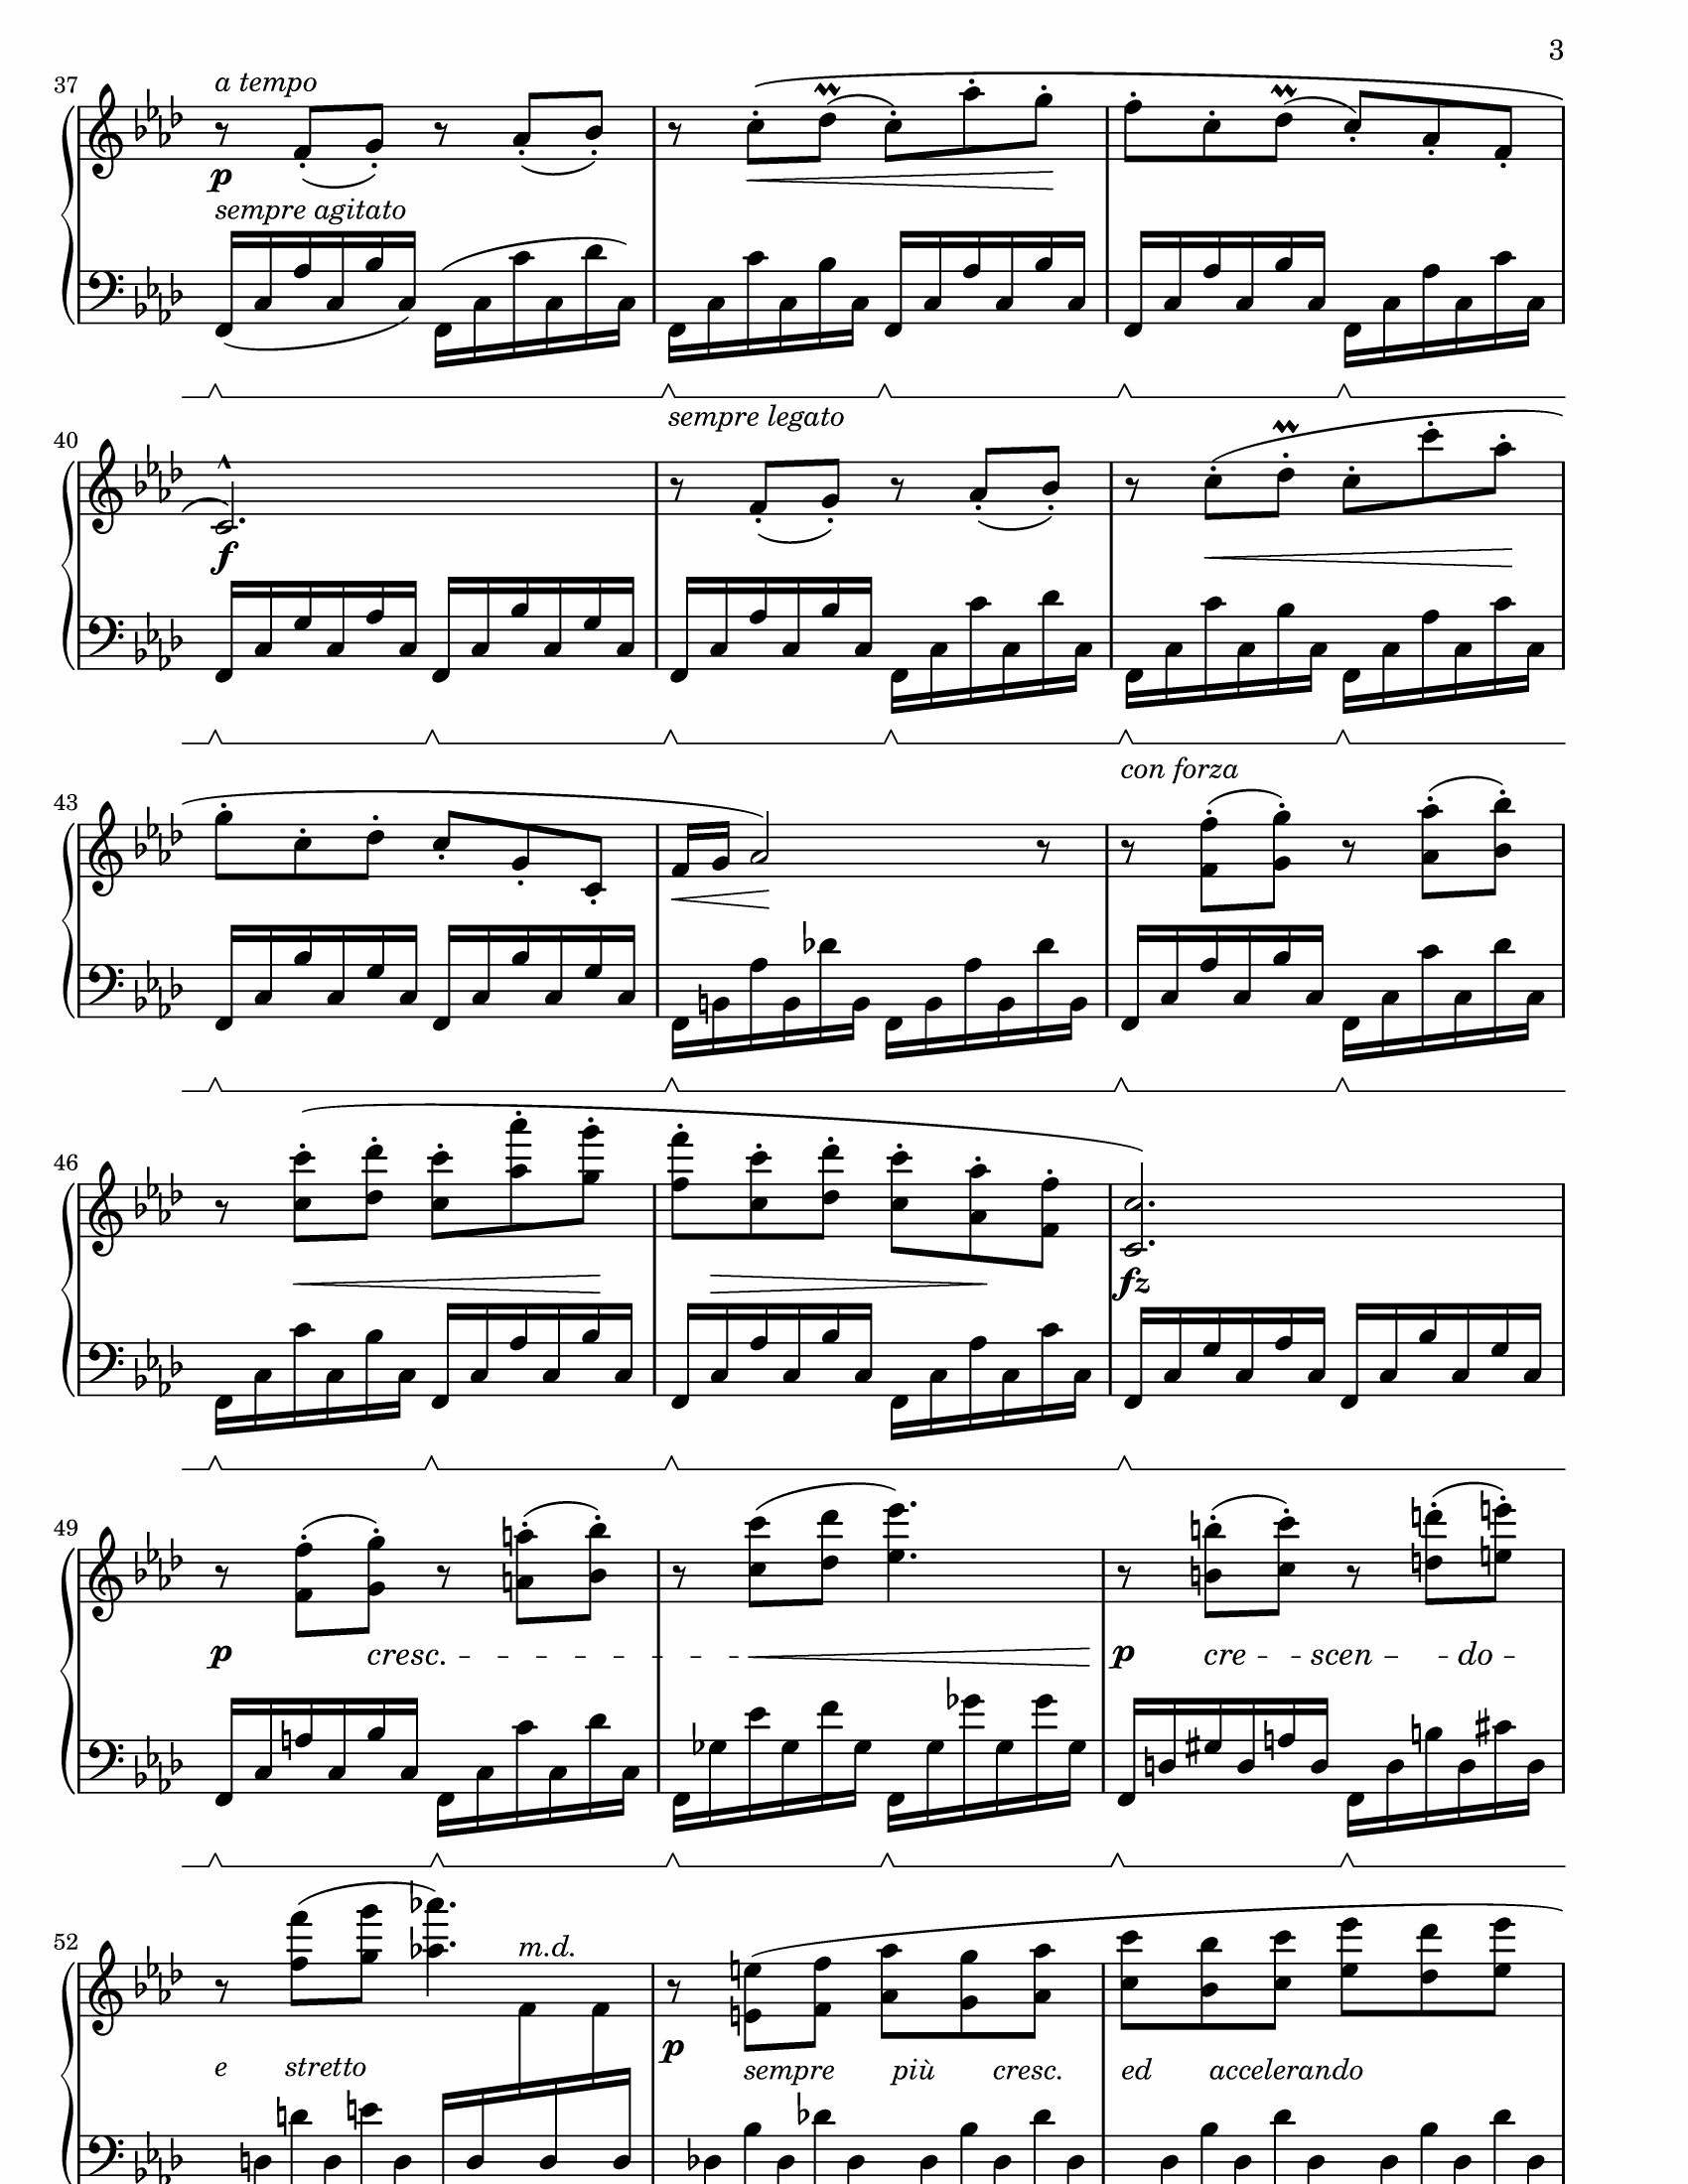 3
37
a tempo
p
sempre agitato
40
sempre legato
f
43
con forza
46
fz
49
p cresc. p cre - scen - do -
52
m.d.
p
e stretto sempre più cresc. ed accelerando